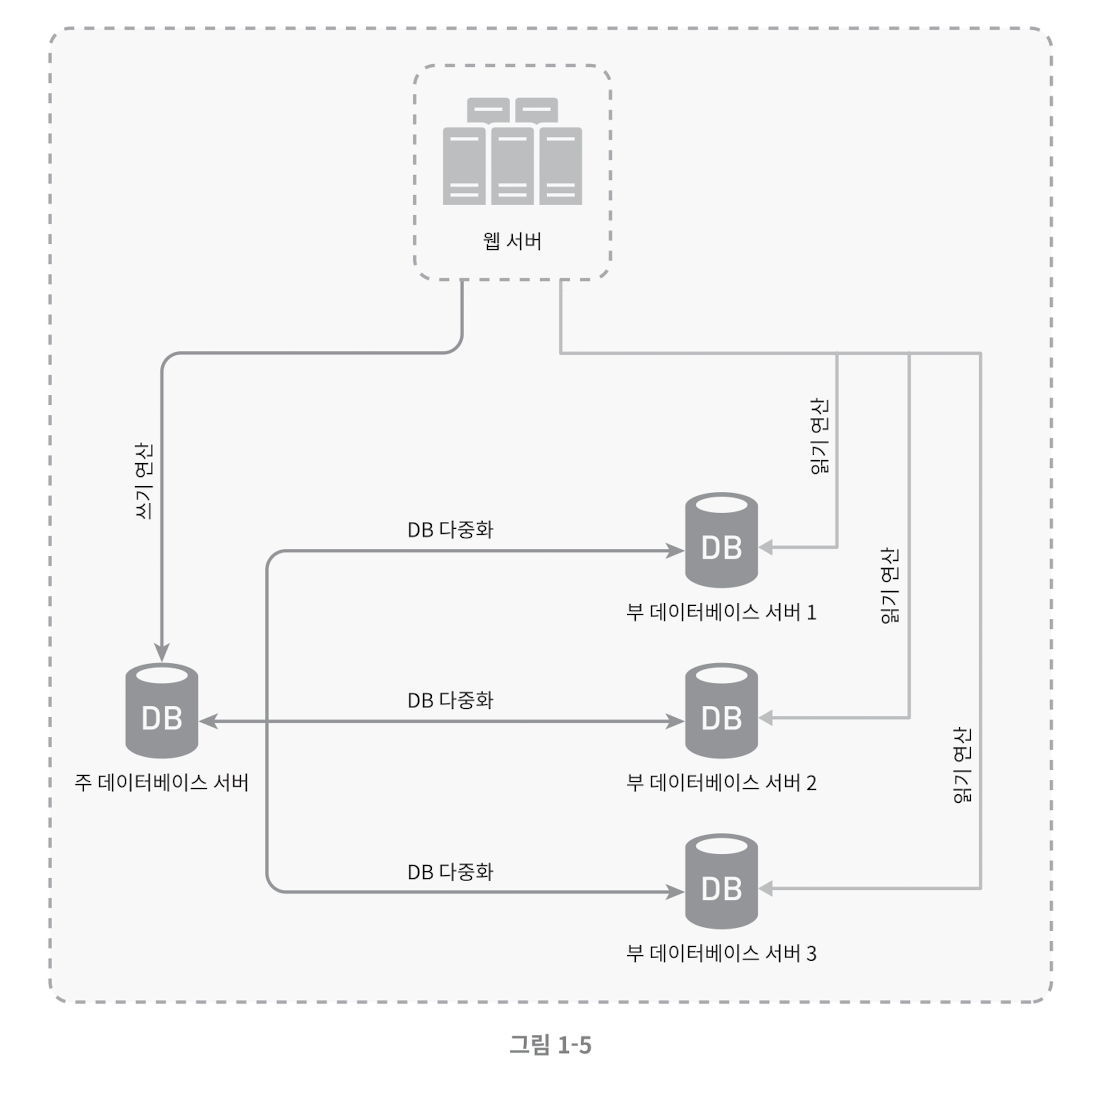 웹 서버
쓰기 연산
읽기 연산
DB 다중화
DB
부 데이터베이스 서버 1
읽기 연산
DB 다중화
DB
DB
주 데이터베이스 서버
부 데이터베이스 서버 2
읽기 연산
DB 다중화
DB
부 데이터베이스 서버 3
그림 1-5